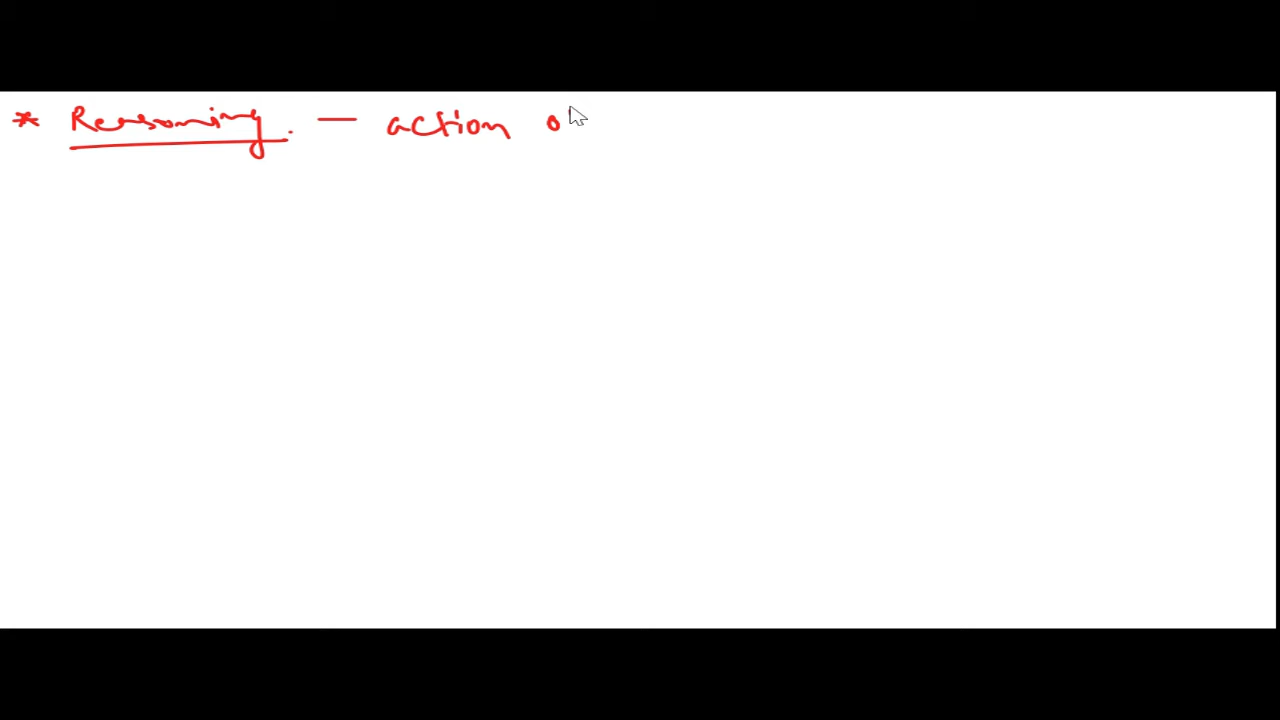 * Reasoning. — action o